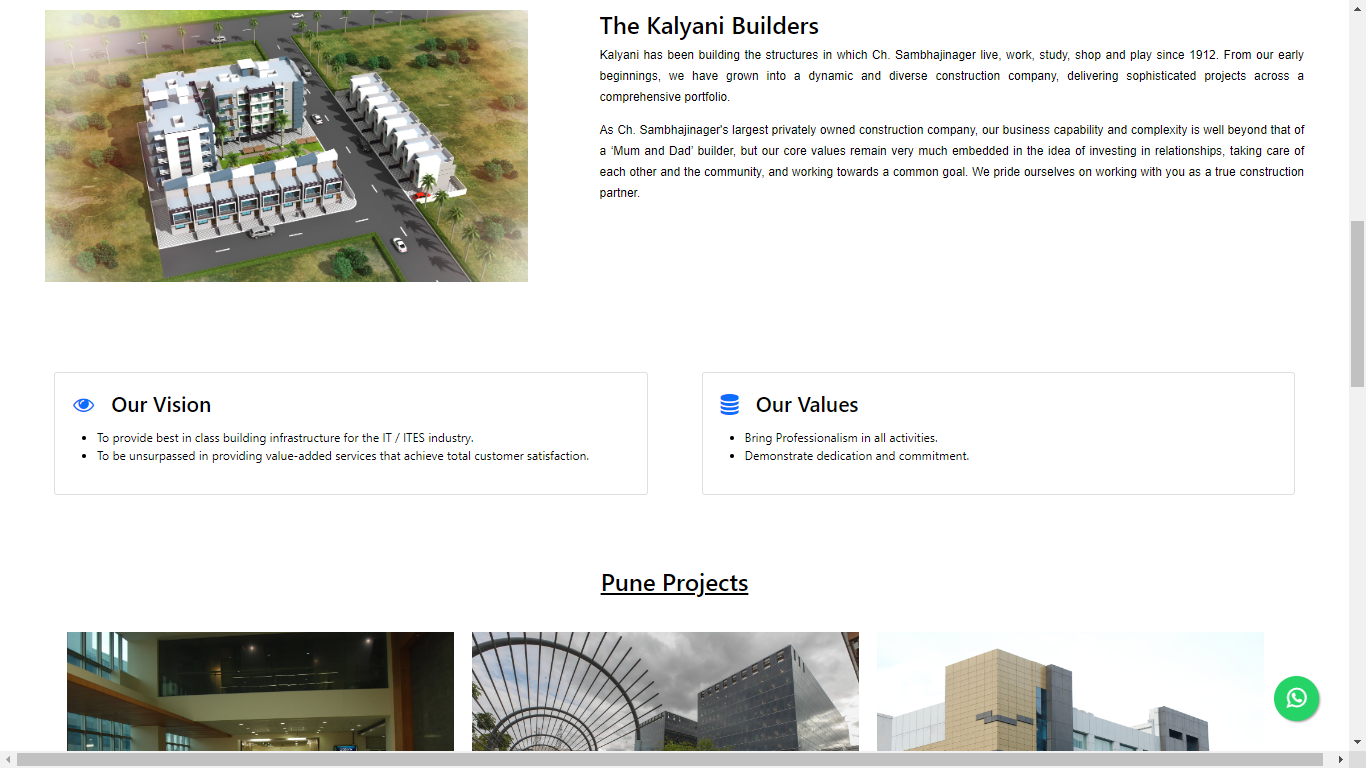 The Kalyani Builders
Kalyani has been building the structures in which Ch. Sambhajinager live, work, study, shop and play since 1912. From our early
beginnings, we have grown into a dynamic and diverse construction company, delivering sophisticated projects across a
comprehensive portfolio.
As Ch. Sambhajinager's largest privately owned construction company, our business capability and complexity is well beyond that of
a ‘Mum and Dad’ builder, but our core values remain very much embedded in the idea of investing in relationships, taking care of
each other and the community, and working towards a common goal. We pride ourselves on working with you as a true construction
partner.
Our Vision
• To provide best in class building infrastructure for the IT / ITES industry.
• To be unsurpassed in providing value-added services that achieve total customer satisfaction.
Our Values
• Bring Professionalism in all activities.
• Demonstrate dedication and commitment.
Pune Projects